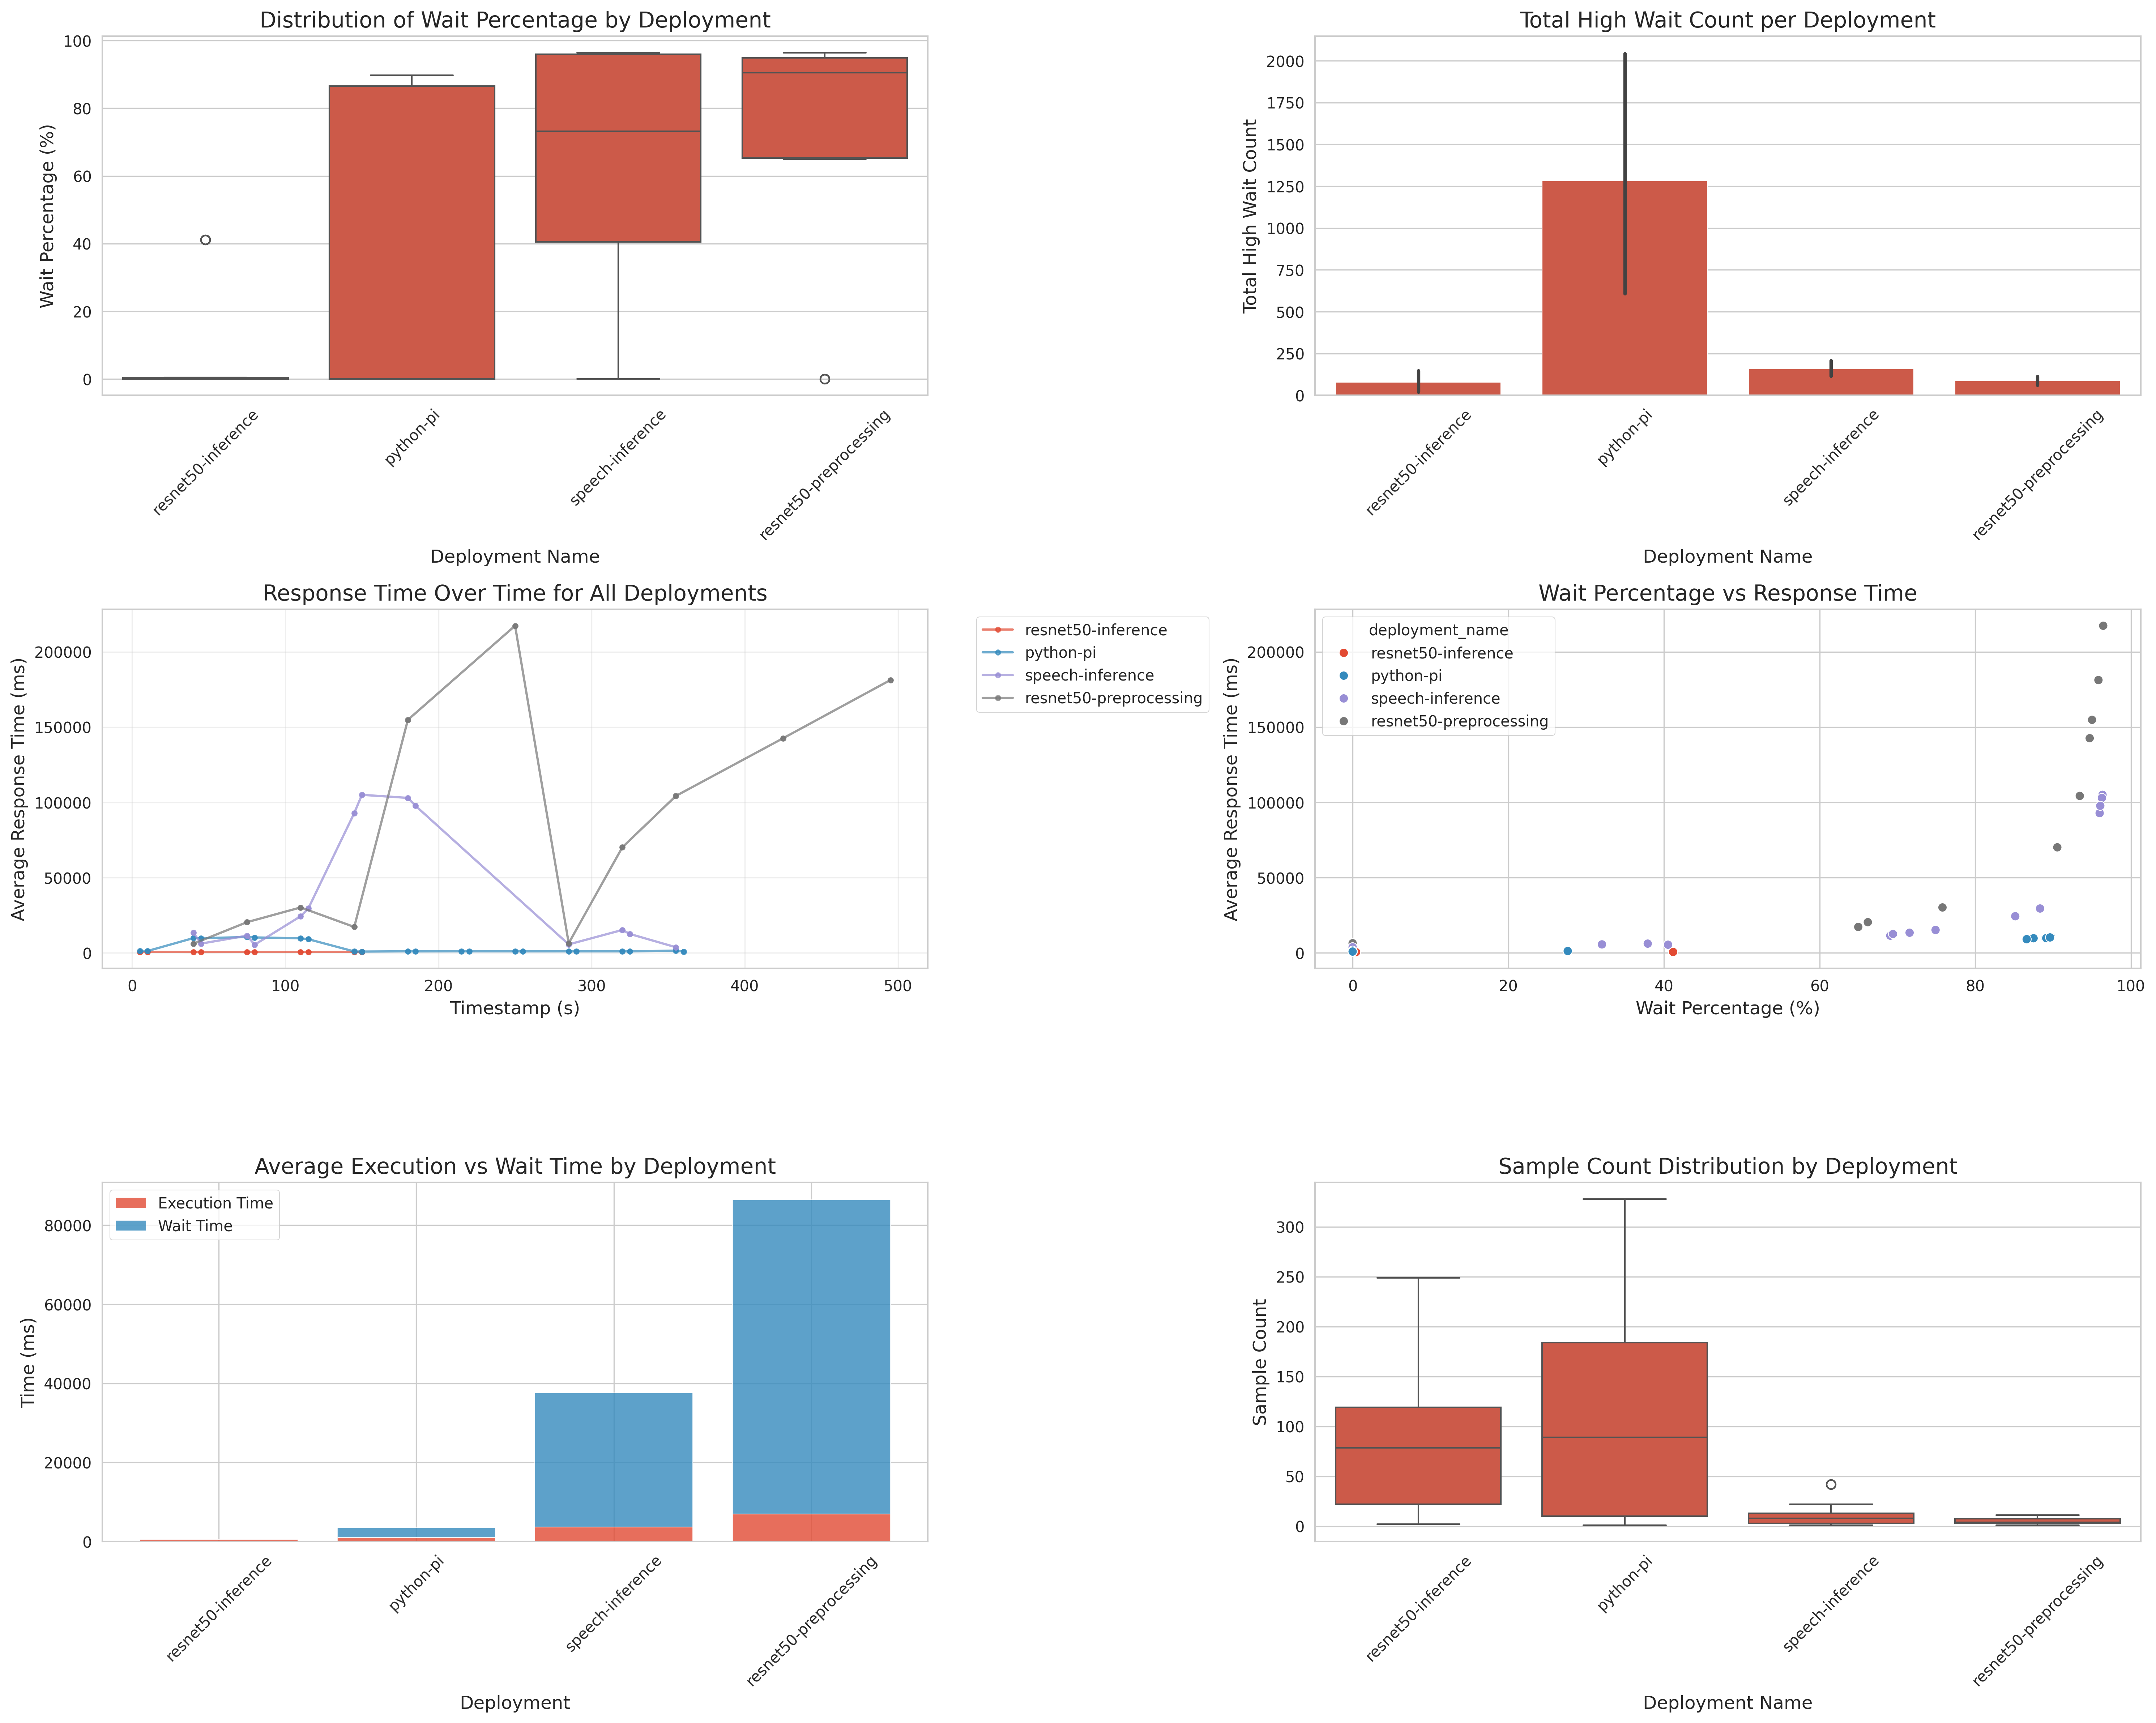 Distribution of Wait Percentage by Deployment
Wait Percentage (%)
100
80
60
40
20
0
resnet50-inference
python-pi
speech-inference
resnet50-preprocessing
Deployment Name
Total High Wait Count per Deployment
Total High Wait Count
2000
1750
1500
1250
1000
750
500
250
0
resnet50-inference
python-pi
speech-inference
resnet50-preprocessing
Deployment Name
Response Time Over Time for All Deployments
Average Response Time (ms)
200000
150000
100000
50000
0
0
100
200
300
400
500
Timestamp (s)
resnet50-inference
python-pi
speech-inference
resnet50-preprocessing
Wait Percentage vs Response Time
Average Response Time (ms)
200000
150000
100000
50000
0
deployment_name
resnet50-inference
python-pi
speech-inference
resnet50-preprocessing
0
20
40
60
80
100
Wait Percentage (%)
Average Execution vs Wait Time by Deployment
Time (ms)
80000
60000
40000
20000
0
Execution Time
Wait Time
resnet50-inference
python-pi
speech-inference
resnet50-preprocessing
Deployment
Sample Count Distribution by Deployment
Sample Count
300
250
200
150
100
50
0
resnet50-inference
python-pi
speech-inference
resnet50-preprocessing
Deployment Name